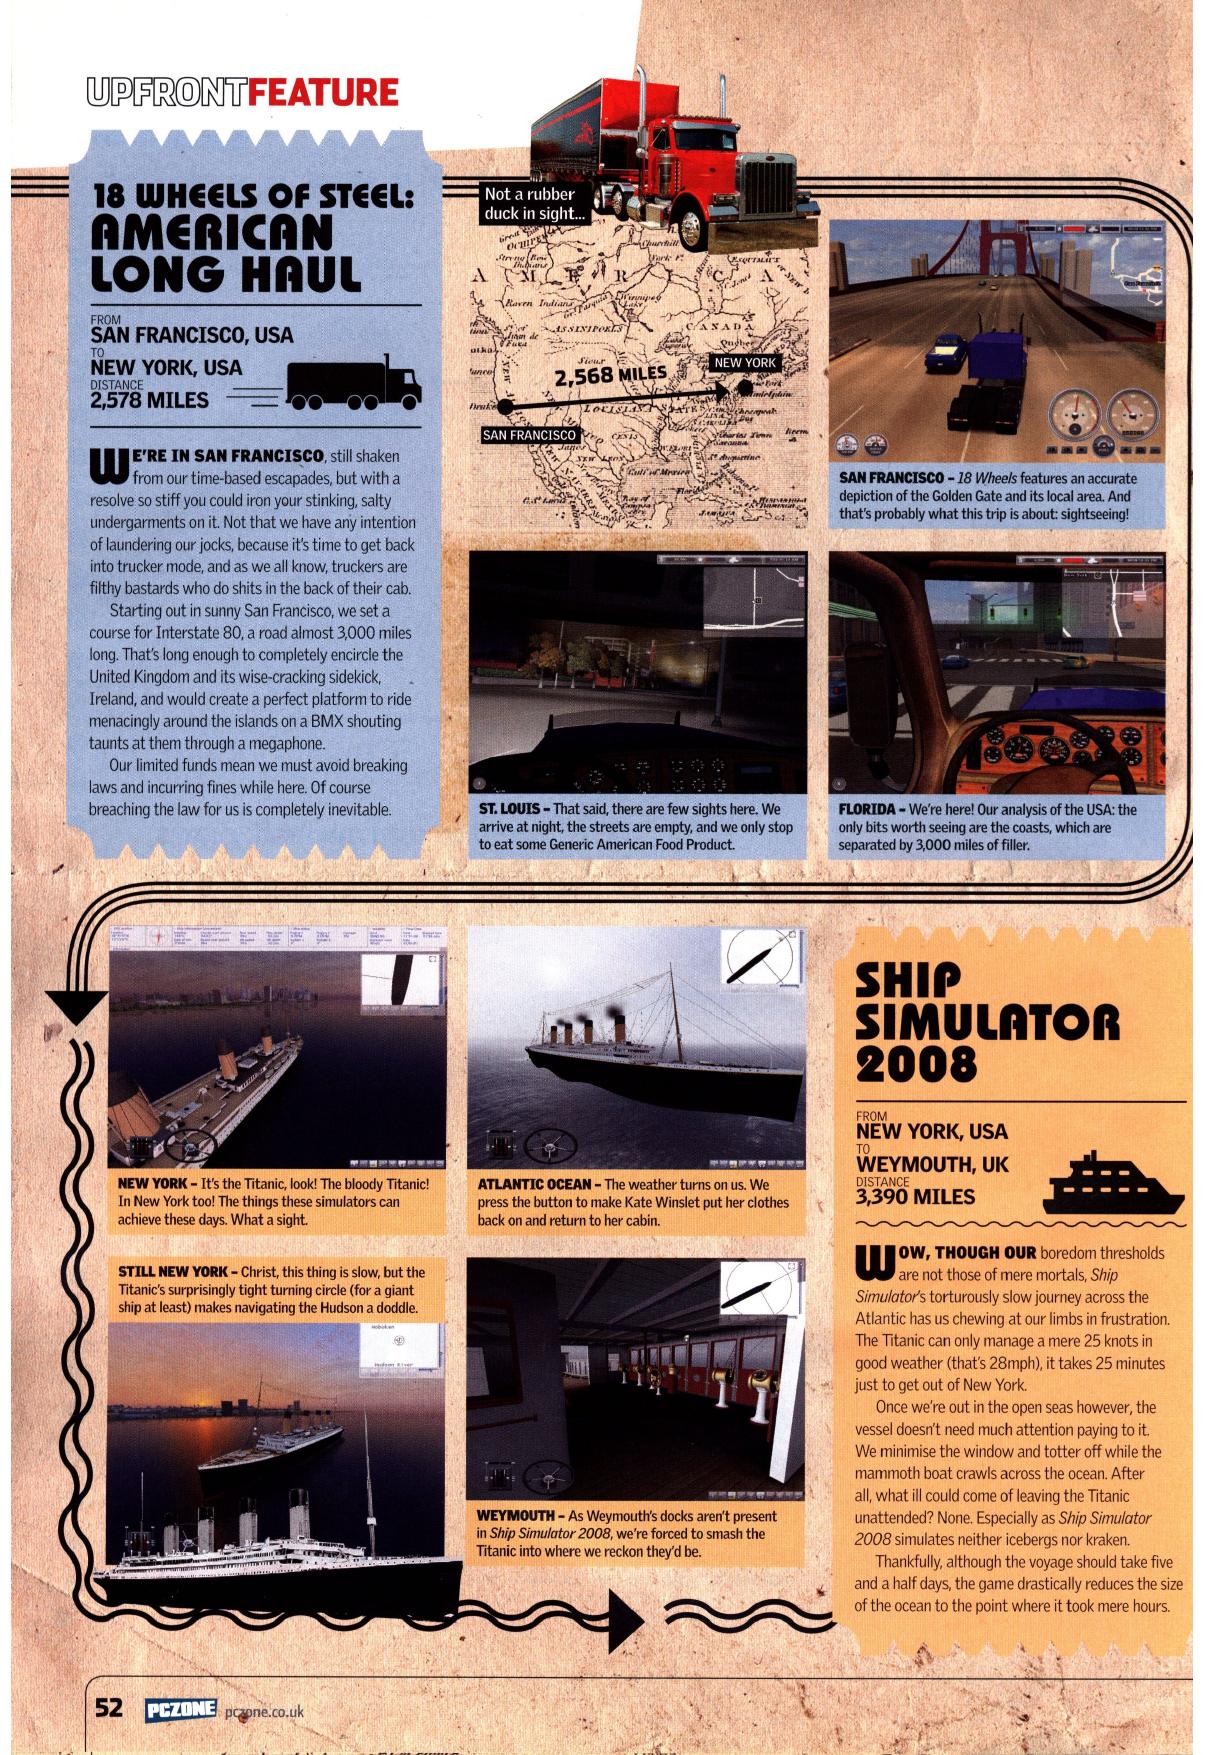 UPFRONTFEATURE
18 WHEELS OF STEEL:
AMERICAN
LONG HAUL
FROM
SAN FRANCISCO, USA
TO
NEW YORK, USA
DISTANCE
2,578 MILES
WE'RE IN SAN FRANCISCO, still shaken
from our time-based escapades, but with a
resolve so stiff you could iron your stinking, salty
undergarments on it. Not that we have any intention
of laundering our jocks, because it's time to get back
into trucker mode, and as we all know, truckers are
filthy bastards who do shits in the back of their cab.
Starting out in sunny San Francisco, we set a
course for Interstate 80, a road almost 3,000 miles
long. That's long enough to completely encircle the
United Kingdom and its wise-cracking sidekick,
Ireland, and would create a perfect platform to ride
menacingly around the islands on a BMX shouting
taunts at them through a megaphone.
Our limited funds mean we must avoid breaking
laws and incurring fines while here. Of course
breaching the law for us is completely inevitable.
Not a rubber
duck in sight...
AMERICA
CANADA
NEW YORK
2,568 MILES
LOUISIANA
SAN FRANCISCO
Gulf of Mexico
SAN FRANCISCO – 18 Wheels features an accurate
depiction of the Golden Gate and its local area. And
that's probably what this trip is about: sightseeing!
ST. LOUIS – That said, there are few sights here. We
arrive at night, the streets are empty, and we only stop
to eat some Generic American Food Product.
FLORIDA – We're here! Our analysis of the USA: the
only bits worth seeing are the coasts, which are
separated by 3,000 miles of filler.
NEW YORK – It's the Titanic, look! The bloody Titanic!
In New York too! The things these simulators can
achieve these days. What a sight.
ATLANTIC OCEAN – The weather turns on us. We
press the button to make Kate Winslet put her clothes
back on and return to her cabin.
STILL NEW YORK – Christ, this thing is slow, but the
Titanic's surprisingly tight turning circle (for a giant
ship at least) makes navigating the Hudson a doddle.
Hoboken
Hudson River
WEYMOUTH – As Weymouth's docks aren't present
in Ship Simulator 2008, we're forced to smash the
Titanic into where we reckon they'd be.
SHIP
SIMULATOR
2008
FROM
NEW YORK, USA
TO
WEYMOUTH, UK
DISTANCE
3,390 MILES
WOW, THOUGH OUR boredom thresholds
are not those of mere mortals, Ship
Simulator's torturously slow journey across the
Atlantic has us chewing at our limbs in frustration.
The Titanic can only manage a mere 25 knots in
good weather (that's 28mph), it takes 25 minutes
just to get out of New York.
Once we're out in the open seas however, the
vessel doesn't need much attention paying to it.
We minimise the window and totter off while the
mammoth boat crawls across the ocean. After
all, what ill could come of leaving the Titanic
unattended? None. Especially as Ship Simulator
2008 simulates neither icebergs nor kraken.
Thankfully, although the voyage should take five
and a half days, the game drastically reduces the size
of the ocean to the point where it took mere hours.
52
PCZONE
pczone.co.uk